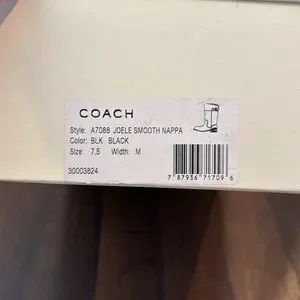 COACH
Style: A7088 JOELE SMOOTH NAPPA
Color: BLK BLACK
Size: 7.5 Width: M
30003824
7 87936 71709 6